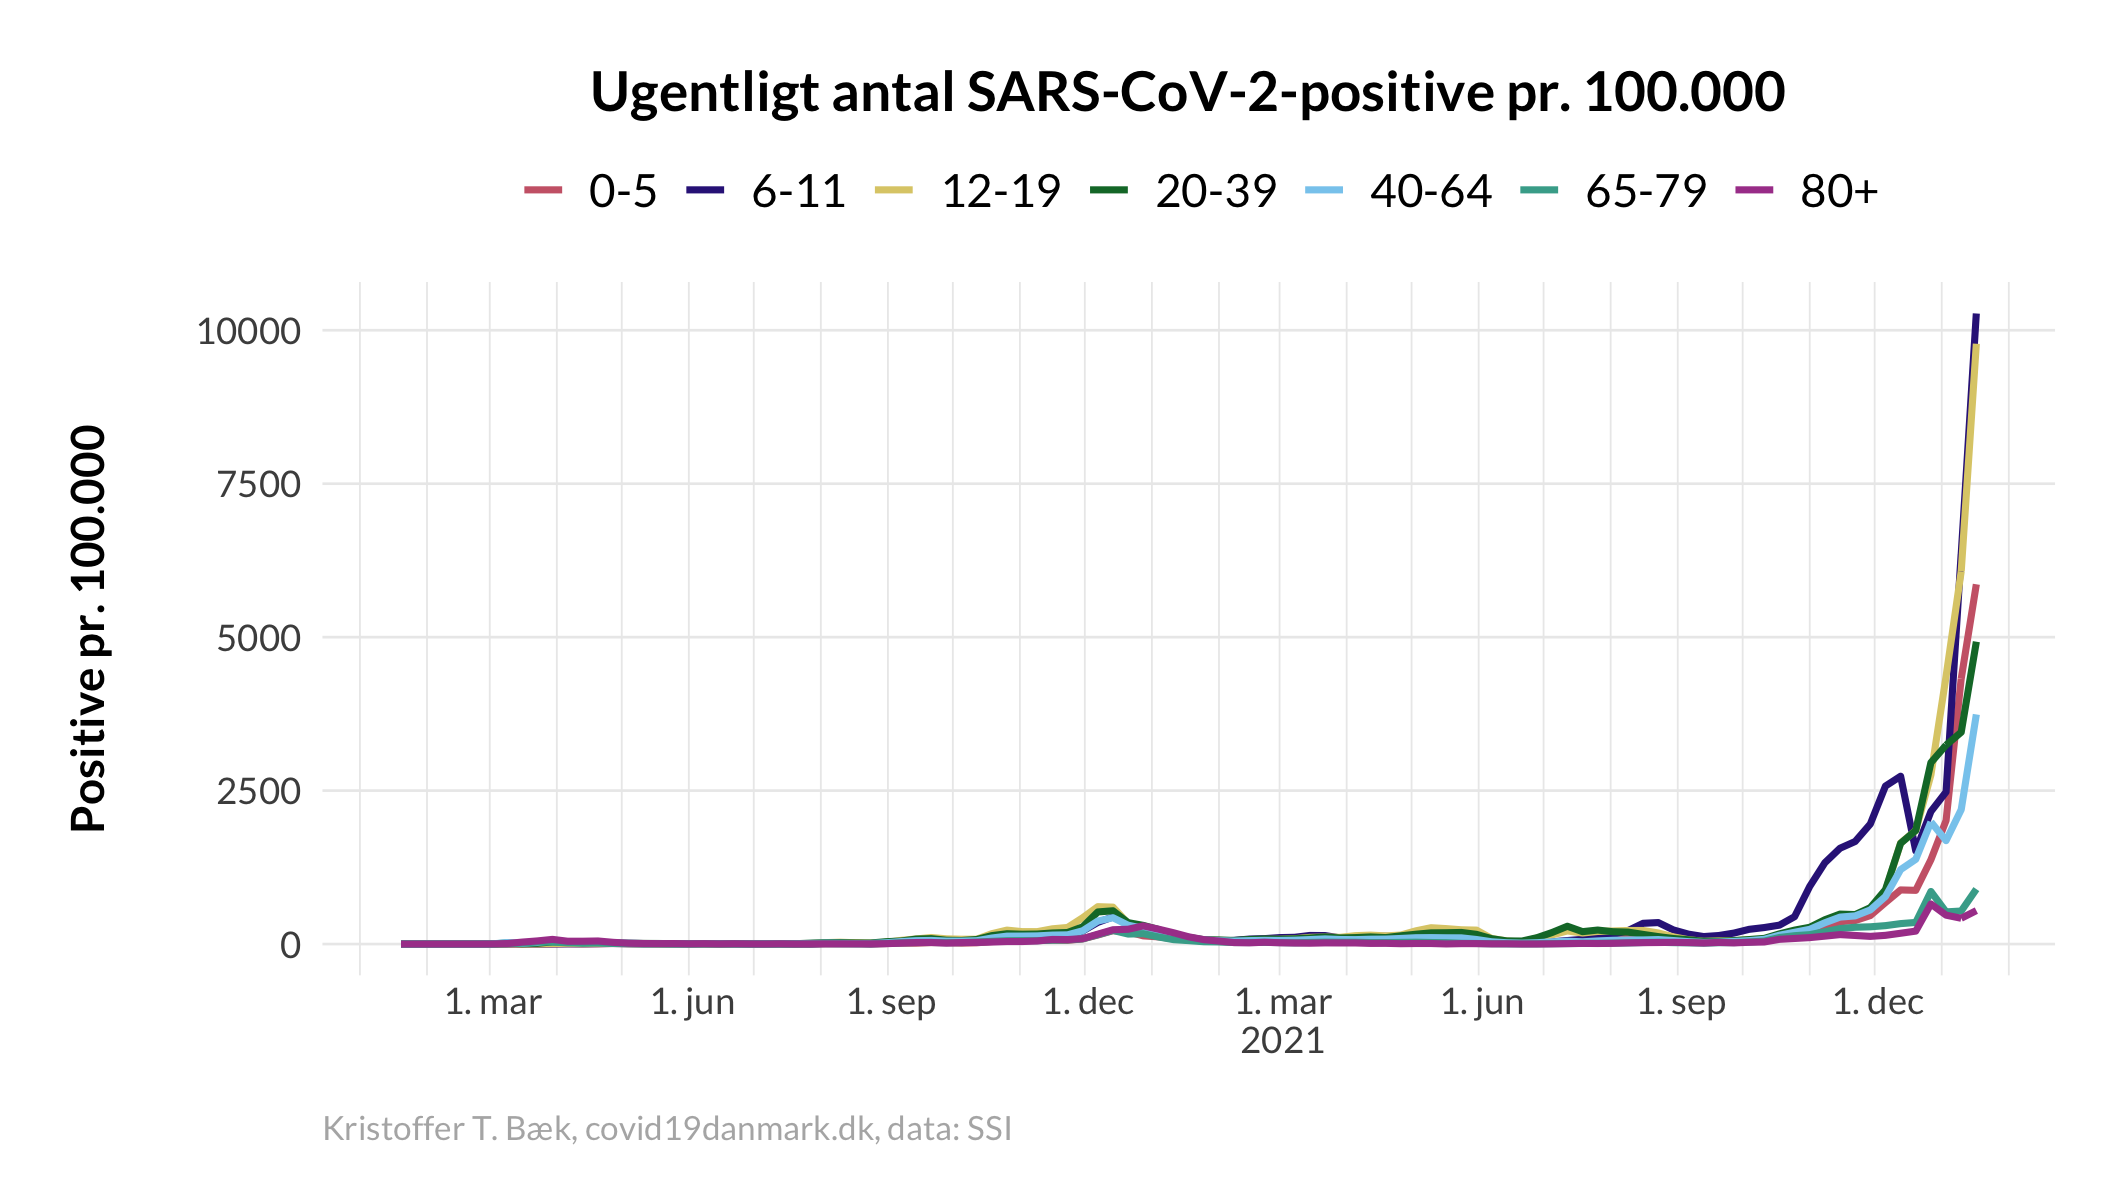 Ugentligt antal SARS-CoV-2-positive pr. 100.000
0-5 6-11 12-19 20-39 40-64 65-79 80+
Positive pr. 100.000
10000
7500
5000
2500
0
1. mar 1. jun 1. sep 1. dec 1. mar 1. jun 1. sep 1. dec
2021
Kristoffer T. Bæk, covid19danmark.dk, data: SSI